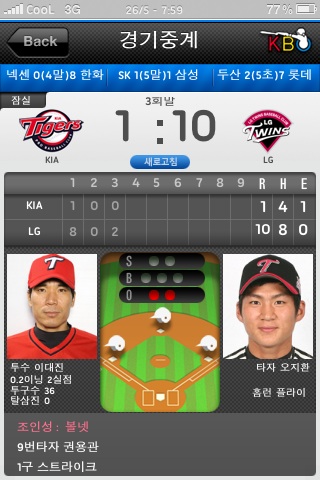 CooL 3G 26/5 - 7:59 77%
Back 경기중계 KBO
넥센 0(4말)8 한화 SK 1(5말)1 삼성 두산 2(5초)7 롯데
잠실
3회말
Tigers
1 : 10
LG
TWINS
KIA 새로고침 LG
1 2 3 4 5 6 7 8 9 R H E
KIA 1 0 0 1 4 1
LG 8 0 2 10 8 0
S
B
O
투수 이대진
0.2이닝 2실점
투구수 36
탈삼진 0
타자 오지환
홈런 플라이
조인성 : 볼넷
9번타자 권용관
1구 스트라이크